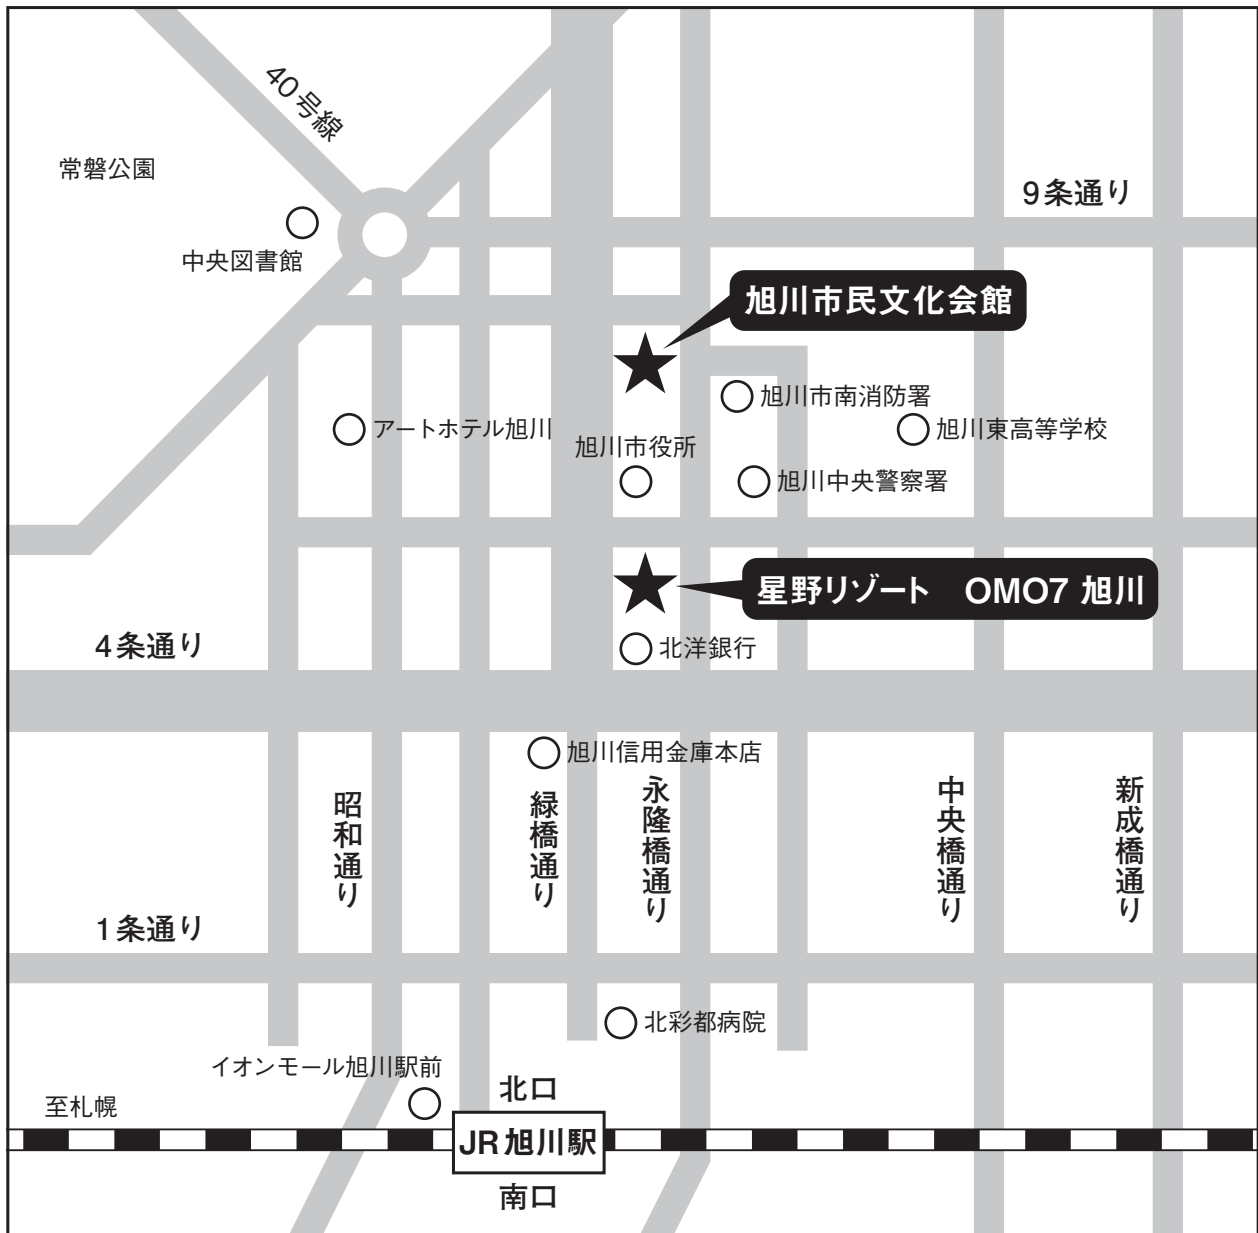 40号線
常磐公園
9条通り
中央図書館
旭川市民文化会館
旭川市南消防署
アートホテル旭川
旭川東高等学校
旭川市役所
旭川中央警察署
星野リゾート　OMO7 旭川
4条通り
北洋銀行
旭川信用金庫本店
昭和通り
緑橋通り
永隆橋通り
中央橋通り
新成橋通り
1条通り
北彩都病院
イオンモール旭川駅前
北口
至札幌
JR旭川駅
南口